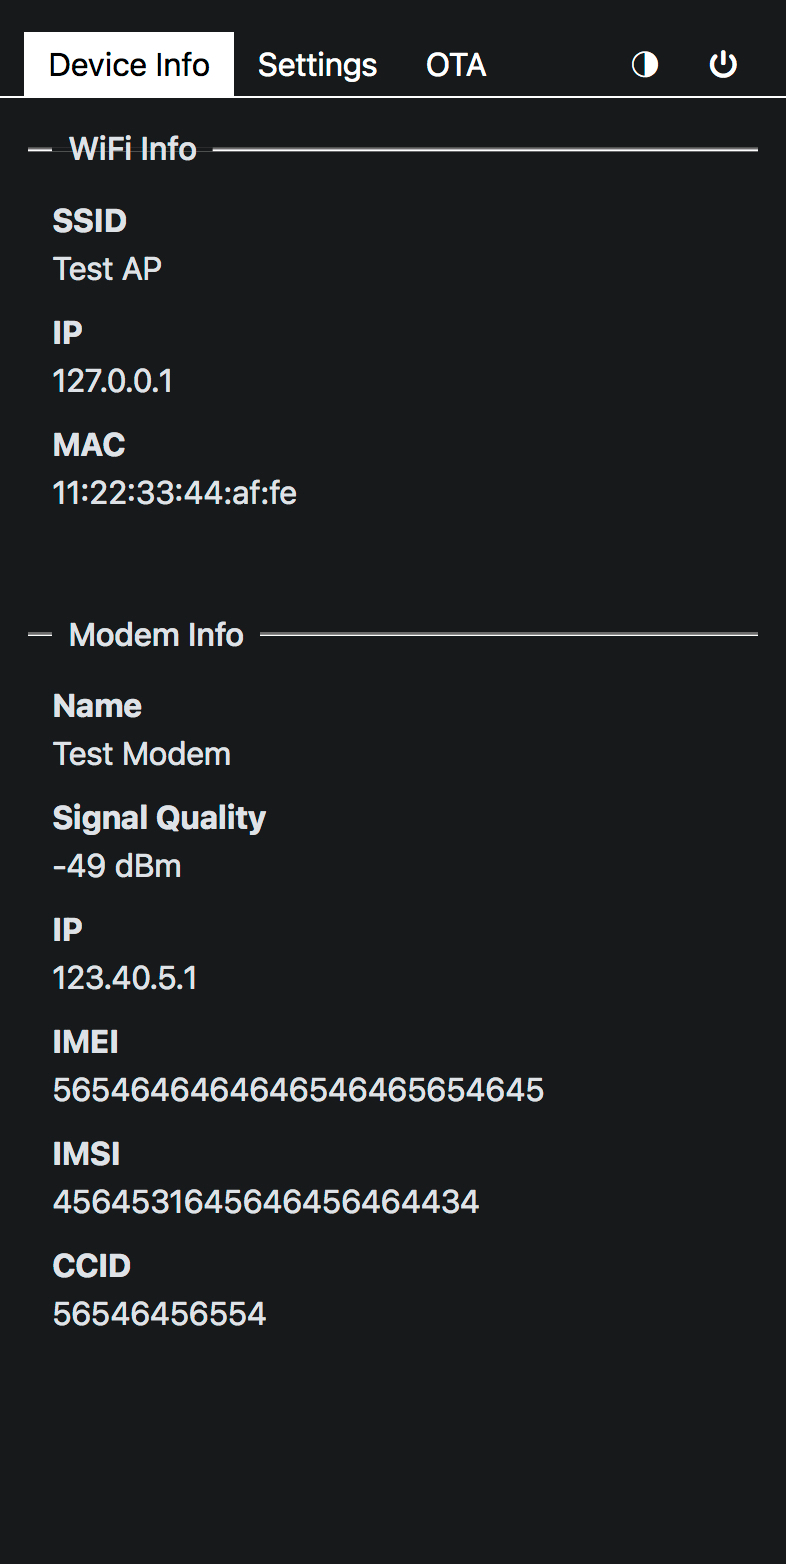 Device Info Settings OTA
WiFi Info
SSID
Test AP
IP
127.0.0.1
MAC
11:22:33:44:af:fe
Modem Info
Name
Test Modem
Signal Quality
-49 dBm
IP
123.40.5.1
IMEI
5654646464646546465654645
IMSI
4564531645646456464434
CCID
56546456554